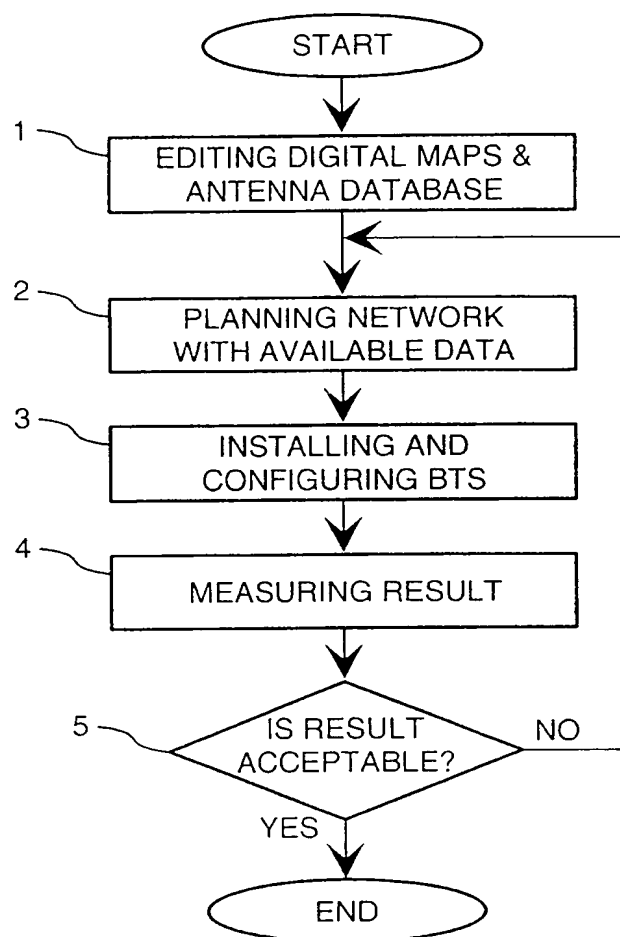 START
1
EDITING DIGITAL MAPS &
ANTENNA DATABASE
2
PLANNING NETWORK
WITH AVAILABLE DATA
3
INSTALLING AND
CONFIGURING BTS
4
MEASURING RESULT
5
IS RESULT
ACCEPTABLE?
NO
YES
END